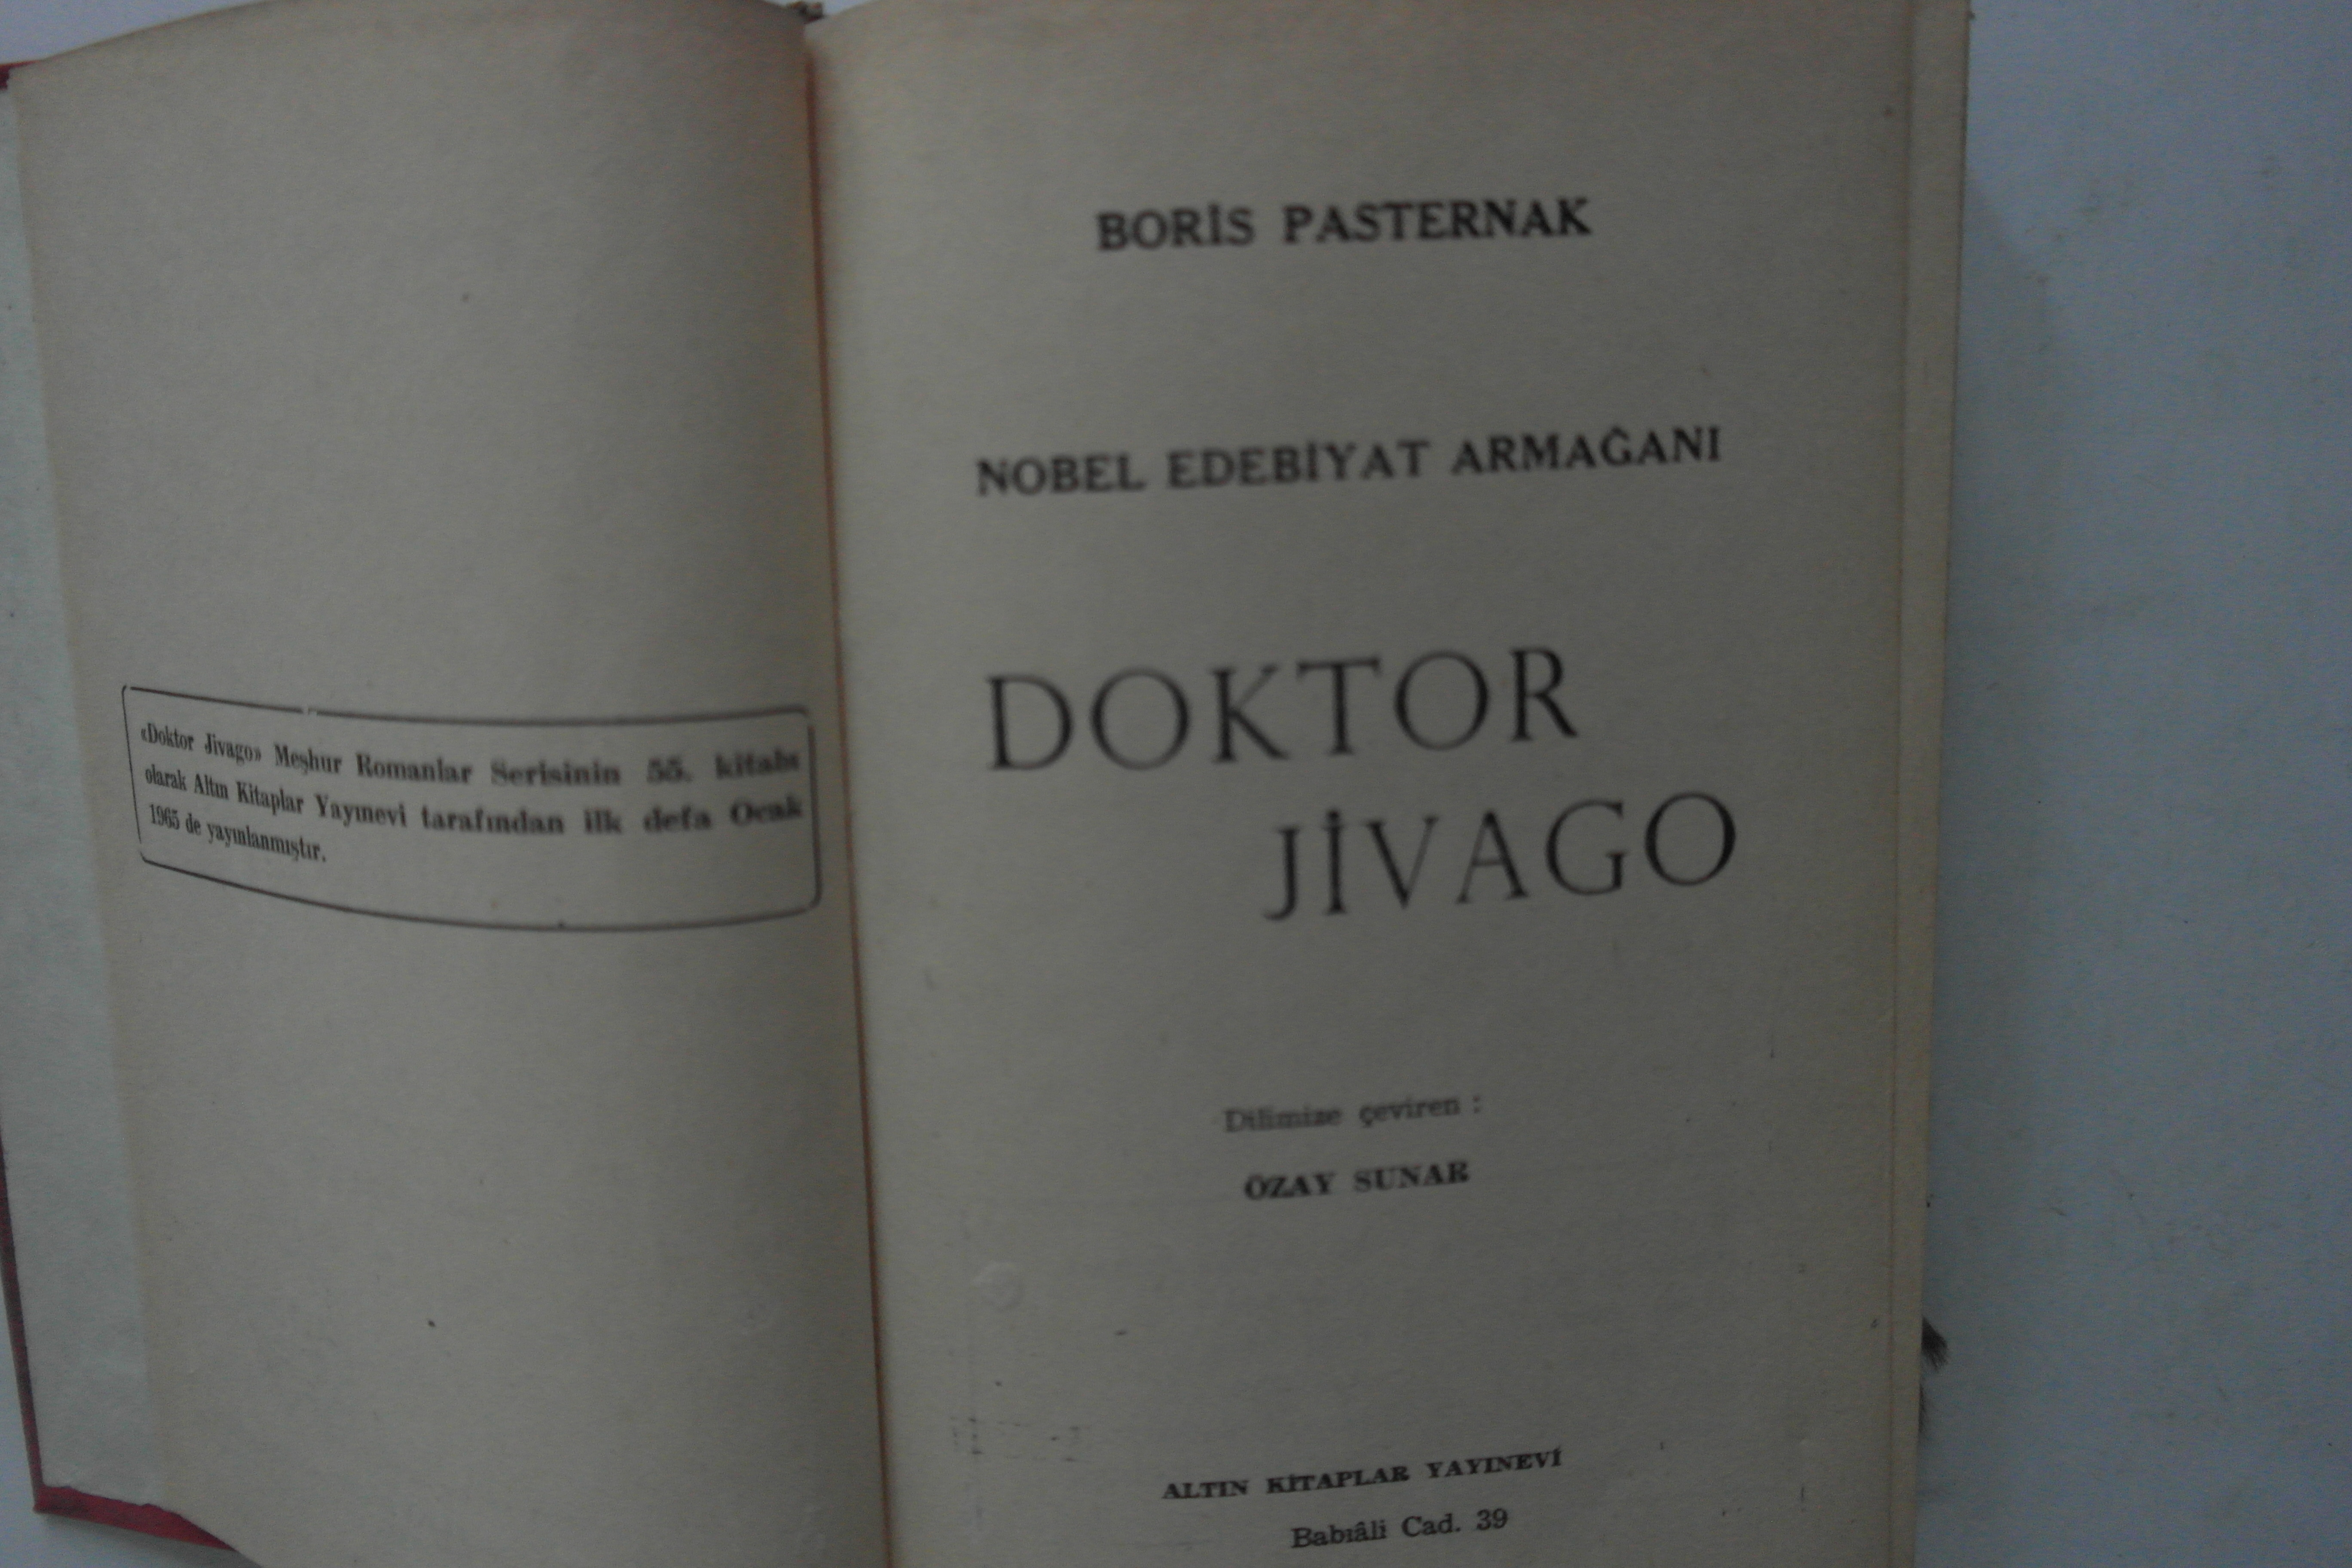 «Doktor Jivago» Meşhur Romanlar Serisinin 55. kitabı
olarak Altın Kitaplar Yayınevi tarafından ilk defa Ocak
1965 de yayınlanmıştır.
BORİS PASTERNAK
NOBEL EDEBİYAT ARMAĞANI
DOKTOR
JİVAGO
Dilimize çeviren :
ÖZAY SUNAR
ALTIN KİTAPLAR YAYINEVİ
Babıâli Cad. 39